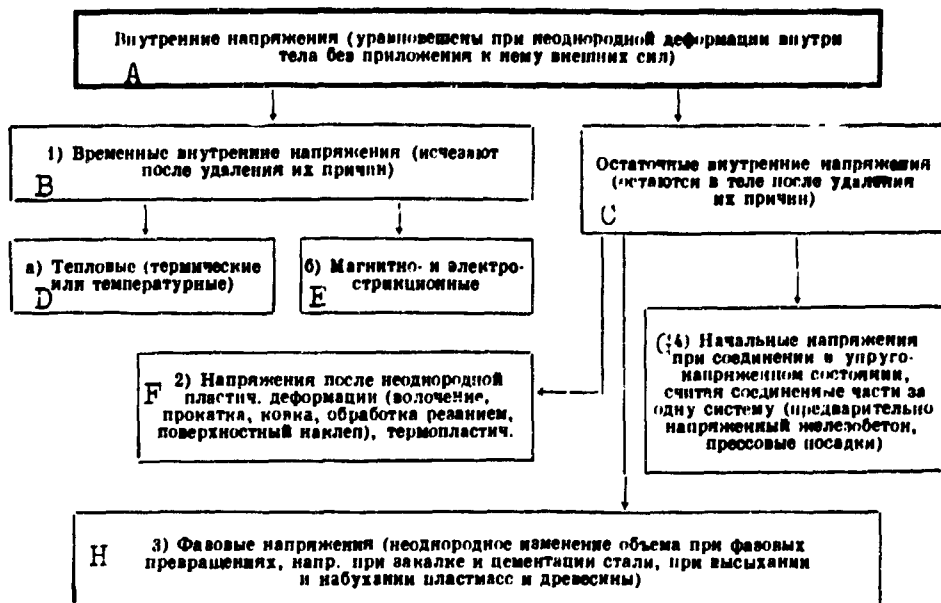 Внутренние напряжения (уравновешены при неоднородной деформации внутри
тела без приложения к нему внешних сил)
A
1) Временные внутренние напряжения (исчезают
после удаления их причин)
B
Остаточные внутренние напряжения
(остаются в теле после удаления
их причин)
C
а) Тепловые (термические
или температурные)
D
б) Магнитно- и электро-
стрикционные
E
F
2) Напряжения после неоднородной
пластич. деформации (волочение,
прокатка, ковка, обработка резанием,
поверхностный наклеп), термопластич.
G
4) Начальные напряжения
при соединении в упруго-
напряженном состоянии,
считая соединенные части за
одну систему (предварительно
напряженный железобетон,
прессовые посадки)
H
3) Фазовые напряжения (неоднородное изменение объема при фазовых
превращениях, напр. при закалке и цементации стали, при высыхании
и набухании пластмасс и древесины)